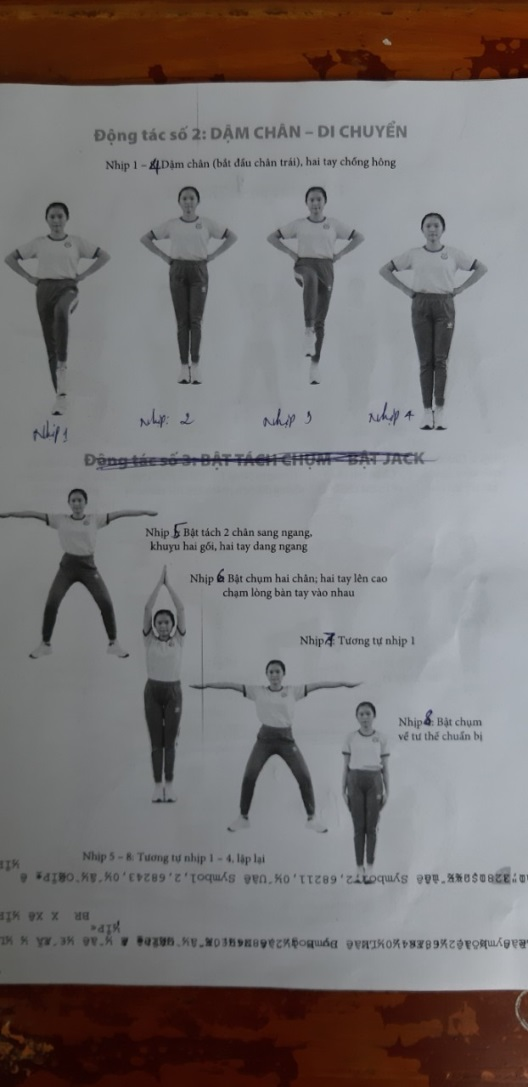 Động tác số 2: DẬM CHÂN – DI CHUYỂN
Nhịp 1 – 4: Dậm chân (bắt đầu chân trái), hai tay chống hông
Nhịp 1
Nhịp: 2
Nhịp 3
Nhịp 4
Động tác số 3: BẬT TÁCH CHỤM – BẬT JACK
Nhịp 5 Bật tách 2 chân sang ngang,
khuỵu hai gối, hai tay dang ngang
Nhịp 6 Bật chụm hai chân; hai tay lên cao
chạm lòng bàn tay vào nhau
Nhịp 7: Tương tự nhịp 1
Nhịp 8: Bật chụm
về tư thế chuẩn bị
Nhịp 5 – 8: Tương tự nhịp 1 – 4, lặp lại